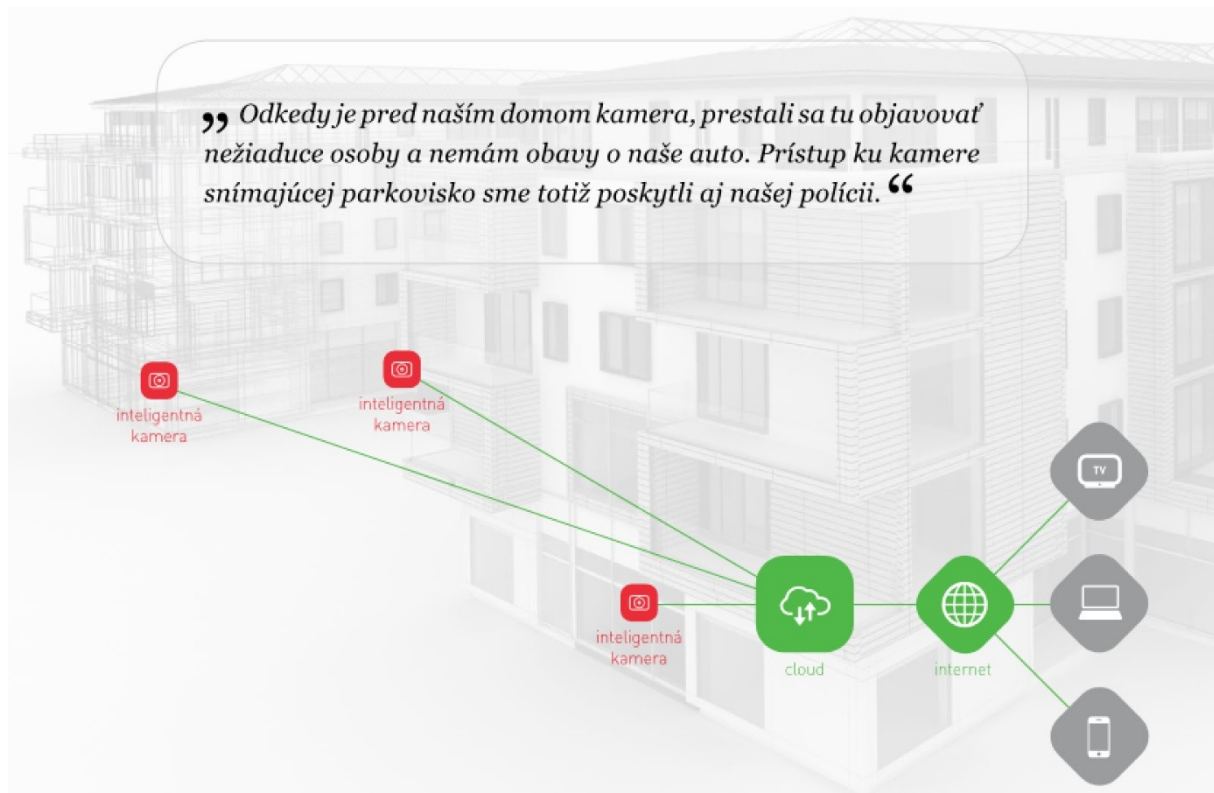 „ Odkedy je pred naším domom kamera, prestali sa tu objavovať
nežiaduce osoby a nemám obavy o naše auto. Prístup ku kamere
snímajúcej parkovisko sme totiž poskytli aj našej polícii. “
inteligentná
kamera
inteligentná
kamera
TV
inteligentná
kamera
cloud
internet